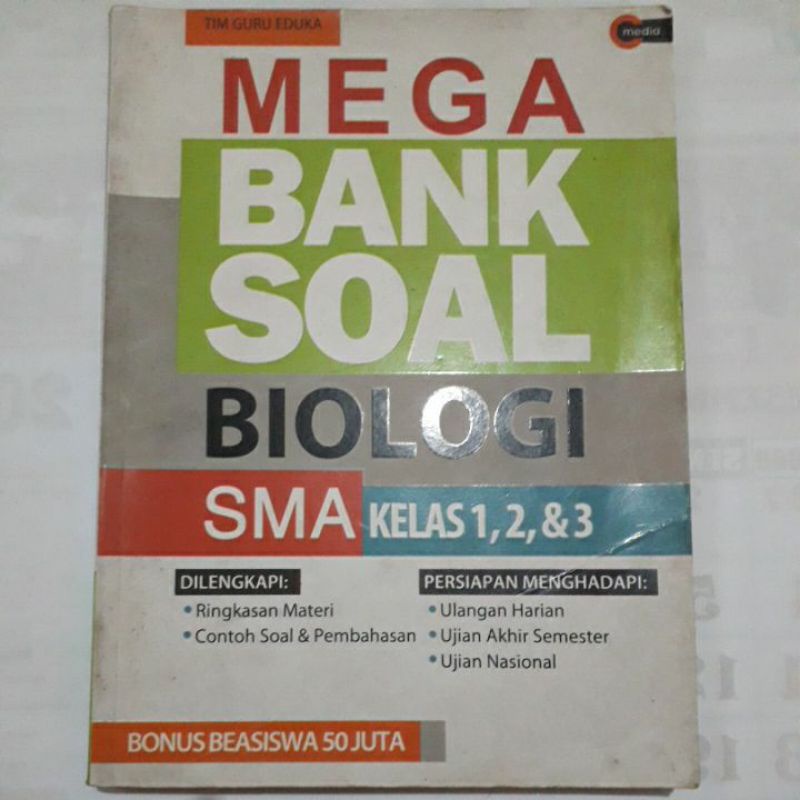 TIM GURU EDUKA
media
MEGA
BANK
SOAL
BIOLOGI
SMA KELAS 1, 2, & 3
DILENGKAPI:
• Ringkasan Materi
• Contoh Soal & Pembahasan
PERSIAPAN MENGHADAPI:
• Ulangan Harian
• Ujian Akhir Semester
• Ujian Nasional
BONUS BEASISWA 50 JUTA